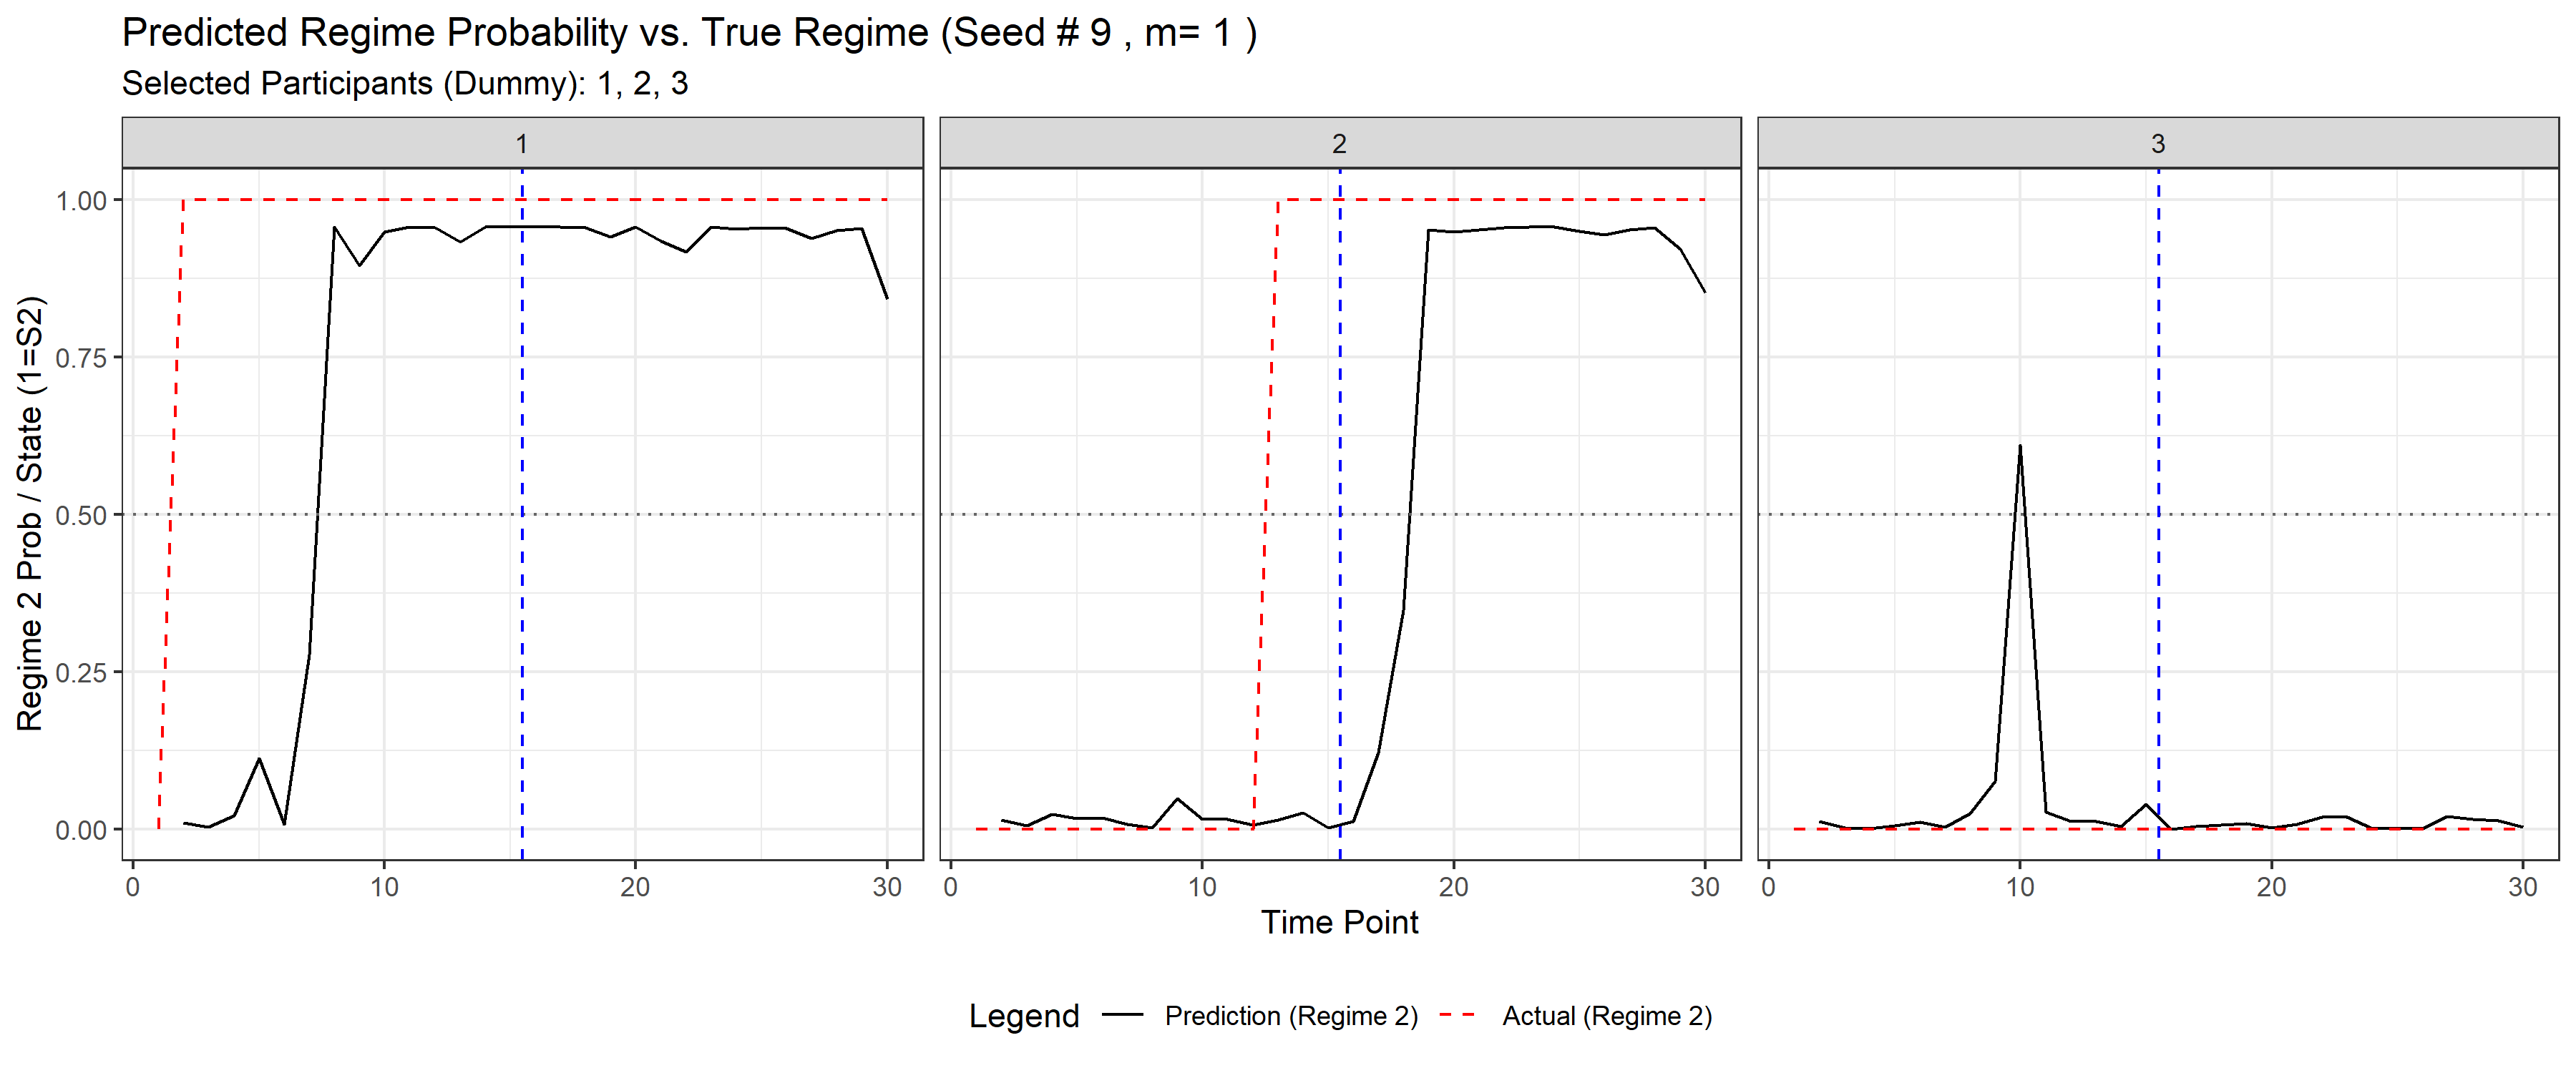 Predicted Regime Probability vs. True Regime (Seed # 9 , m= 1 )
Selected Participants (Dummy): 1, 2, 3
1 2 3
Regime 2 Prob / State (1=S2)
1.00
0.75
0.50
0.25
0.00
0 10 20 30 0 10 20 30 0 10 20 30
Time Point
Legend Prediction (Regime 2) Actual (Regime 2)